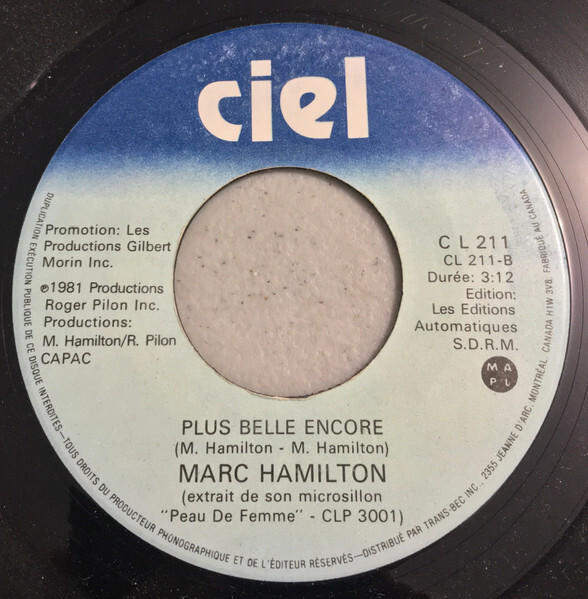 ciel
Promotion: Les
Productions Gilbert
Morin Inc.
℗1981 Productions
Roger Pilon Inc.
Productions:
M. Hamilton/R. Pilon
CAPAC
C L 211
CL 211-B
Durée: 3:12
Edition:
Les Editions
Automatiques
S.D.R.M.
M A
P L
PLUS BELLE ENCORE
(M. Hamilton - M. Hamilton)
MARC HAMILTON
(extrait de son microsillon
"Peau De Femme" - CLP 3001)
DUPLICATION EXÉCUTION PUBLIQUE DE CE DISQUE INTERDITES—TOUS DROITS DU PRODUCTEUR PHONOGRAPHIQUE ET DE L'ÉDITEUR RÉSERVÉS—DISTRIBUÉ PAR TRANS-BEC INC., 2355 JEANNE D'ARC, MONTRÉAL, CANADA H1W 3V8. FABRIQUÉ AU CANADA